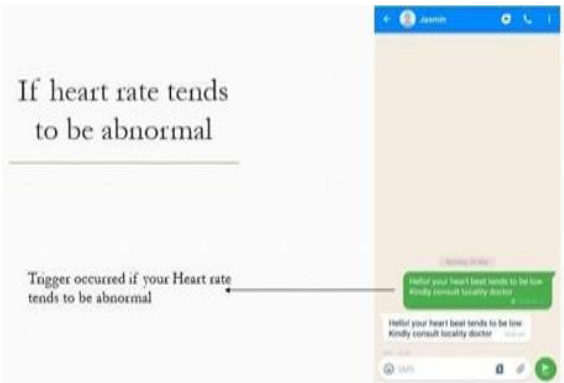 If heart rate tends
to be abnormal
Jasmin
Trigger occurred if your Heart rate
tends to be abnormal
Hello! your heart beat tends to be low
Kindly consult locality doctor
Hello! your heart beat tends to be low
Kindly consult locality doctor
SMS